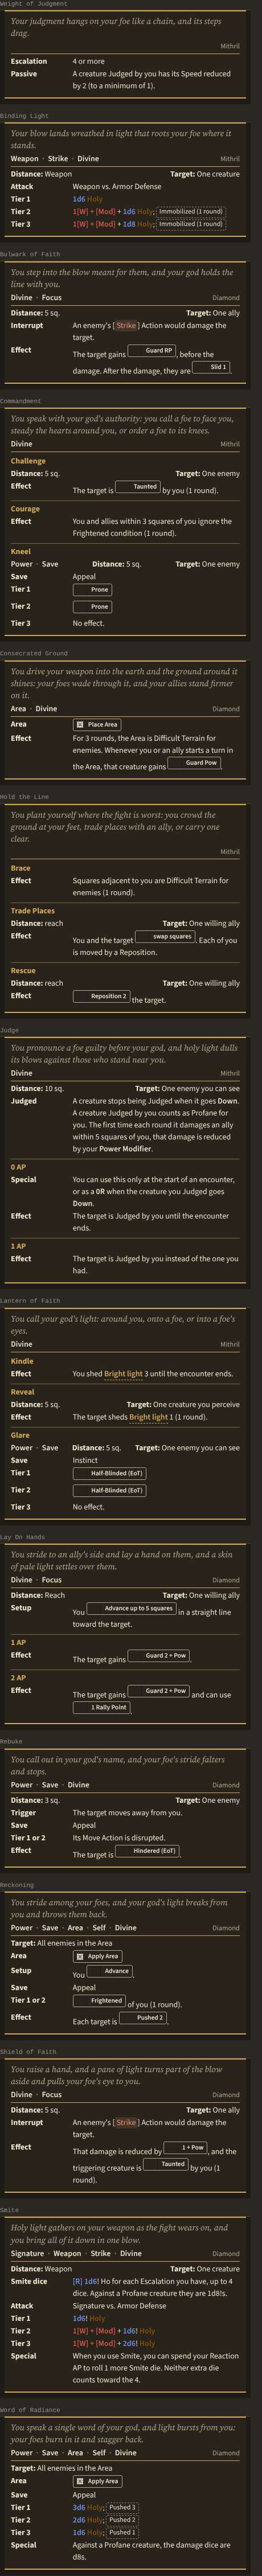 Weight of Judgment
Your judgment hangs on your foe like a chain, and its steps
drag.
Mithril
Escalation 4 or more
Passive A creature Judged by you has its Speed reduced
by 2 (to a minimum of 1).
Binding Light
Your blow lands wreathed in light that roots your foe where it
stands.
Weapon · Strike · Divine Mithril
Distance: Weapon Target: One creature
Attack Weapon vs. Armor Defense
Tier 1 1d6 Holy
Tier 2 1[W] + [Mod] + 1d6 Holy; Immobilized (1 round)
Tier 3 1[W] + [Mod] + 1d8 Holy; Immobilized (1 round)
Bulwark of Faith
You step into the blow meant for them, and your god holds the
line with you.
Divine · Focus Diamond
Distance: 5 sq. Target: One ally
Interrupt An enemy's [Strike] Action would damage the
target.
Effect The target gains Guard RP, before the
damage. After the damage, they are Slid 1.
Commandment
You speak with your god's authority: you call a foe to face you,
steady the hearts around you, or order a foe to its knees.
Divine Mithril
Challenge
Distance: 5 sq. Target: One enemy
Effect The target is Taunted by you (1 round).
Courage
Effect You and allies within 3 squares of you ignore the
Frightened condition (1 round).
Kneel
Power · Save Distance: 5 sq. Target: One enemy
Save Appeal
Tier 1 Prone
Tier 2 Prone
Tier 3 No effect.
Consecrated Ground
You drive your weapon into the earth and the ground around it
shines: your foes wade through it, and your allies stand firmer
on it.
Area · Divine Diamond
Area Place Area
Effect For 3 rounds, the Area is Difficult Terrain for
enemies. Whenever you or an ally starts a turn in
the Area, that creature gains Guard Pow.
Hold the Line
You plant yourself where the fight is worst: you crowd the
ground at your feet, trade places with an ally, or carry one
clear.
Mithril
Brace
Effect Squares adjacent to you are Difficult Terrain for
enemies (1 round).
Trade Places
Distance: reach Target: One willing ally
Effect You and the target swap squares. Each of you
is moved by a Reposition.
Rescue
Distance: reach Target: One willing ally
Effect Reposition 2 the target.
Judge
You pronounce a foe guilty before your god, and holy light dulls
its blows against those who stand near you.
Divine Mithril
Distance: 10 sq. Target: One enemy you can see
Judged A creature stops being Judged when it goes Down.
A creature Judged by you counts as Profane for
you. The first time each round it damages an ally
within 5 squares of you, that damage is reduced
by your Power Modifier.
0 AP
Special You can use this only at the start of an encounter,
or as a 0R when the creature you Judged goes
Down.
Effect The target is Judged by you until the encounter
ends.
1 AP
Effect The target is Judged by you instead of the one you
had.
Lantern of Faith
You call your god's light: around you, onto a foe, or into a foe's
eyes.
Divine Mithril
Kindle
Effect You shed Bright light 3 until the encounter ends.
Reveal
Distance: 5 sq. Target: One creature you perceive
Effect The target sheds Bright light 1 (1 round).
Glare
Power · Save Distance: 5 sq. Target: One enemy you can see
Save Instinct
Tier 1 Half-Blinded (EoT)
Tier 2 Half-Blinded (EoT)
Tier 3 No effect.
Lay On Hands
You stride to an ally's side and lay a hand on them, and a skin
of pale light settles over them.
Divine · Focus Diamond
Distance: Reach Target: One willing ally
Setup You Advance up to 5 squares in a straight line
toward the target.
1 AP
Effect The target gains Guard 2 + Pow.
2 AP
Effect The target gains Guard 2 + Pow and can use
1 Rally Point.
Rebuke
You call out in your god's name, and your foe's stride falters
and stops.
Power · Save · Divine Diamond
Distance: 3 sq. Target: One enemy
Trigger The target moves away from you.
Save Appeal
Tier 1 or 2 Its Move Action is disrupted.
Effect The target is Hindered (EoT).
Reckoning
You stride among your foes, and your god's light breaks from
you and throws them back.
Power · Save · Area · Self · Divine Diamond
Target: All enemies in the Area
Area Apply Area
Setup You Advance.
Save Appeal
Tier 1 or 2 Frightened of you (1 round).
Effect Each target is Pushed 2.
Shield of Faith
You raise a hand, and a pane of light turns part of the blow
aside and pulls your foe's eye to you.
Divine · Focus Diamond
Distance: 5 sq. Target: One ally
Interrupt An enemy's [Strike] Action would damage the
target.
Effect That damage is reduced by 1 + Pow, and the
triggering creature is Taunted by you (1
round).
Smite
Holy light gathers on your weapon as the fight wears on, and
you bring all of it down in one blow.
Signature · Weapon · Strike · Divine Diamond
Distance: Weapon Target: One creature
Smite dice [R] 1d6! Ho for each Escalation you have, up to 4
dice. Against a Profane creature they are 1d8!s.
Attack Signature vs. Armor Defense
Tier 1 1d6! Holy
Tier 2 1[W] + [Mod] + 1d6! Holy
Tier 3 1[W] + [Mod] + 2d6! Holy
Special When you use Smite, you can spend your Reaction
AP to roll 1 more Smite die. Neither extra die
counts toward the 4.
Word of Radiance
You speak a single word of your god, and light bursts from you:
your foes burn in it and stagger back.
Power · Save · Area · Self · Divine Diamond
Target: All enemies in the Area
Area Apply Area
Save Appeal
Tier 1 3d6 Holy; Pushed 3
Tier 2 2d6 Holy; Pushed 2
Tier 3 1d6 Holy; Pushed 1
Special Against a Profane creature, the damage dice are
d8s.